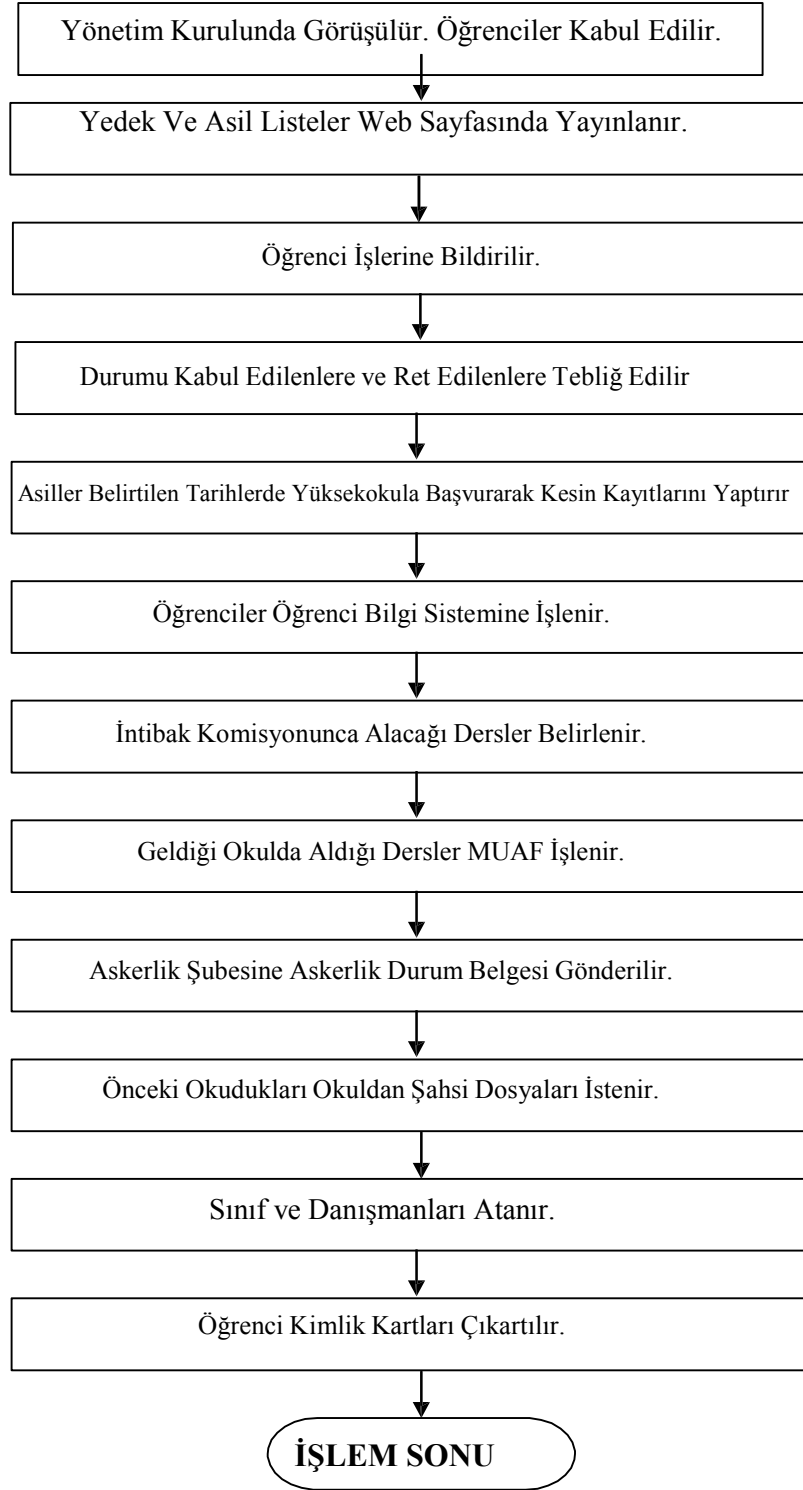 Yönetim Kurulunda Görüşülür. Öğrenciler Kabul Edilir.
Yedek Ve Asil Listeler Web Sayfasında Yayınlanır.
Öğrenci İşlerine Bildirilir.
Durumu Kabul Edilenlere ve Ret Edilenlere Tebliğ Edilir
Asiller Belirtilen Tarihlerde Yüksekokula Başvurarak Kesin Kayıtlarını Yaptırır
Öğrenciler Öğrenci Bilgi Sistemine İşlenir.
İntibak Komisyonunca Alacağı Dersler Belirlenir.
Geldiği Okulda Aldığı Dersler MUAF İşlenir.
Askerlik Şubesine Askerlik Durum Belgesi Gönderilir.
Önceki Okudukları Okuldan Şahsi Dosyaları İstenir.
Sınıf ve Danışmanları Atanır.
Öğrenci Kimlik Kartları Çıkartılır.
İŞLEM SONU